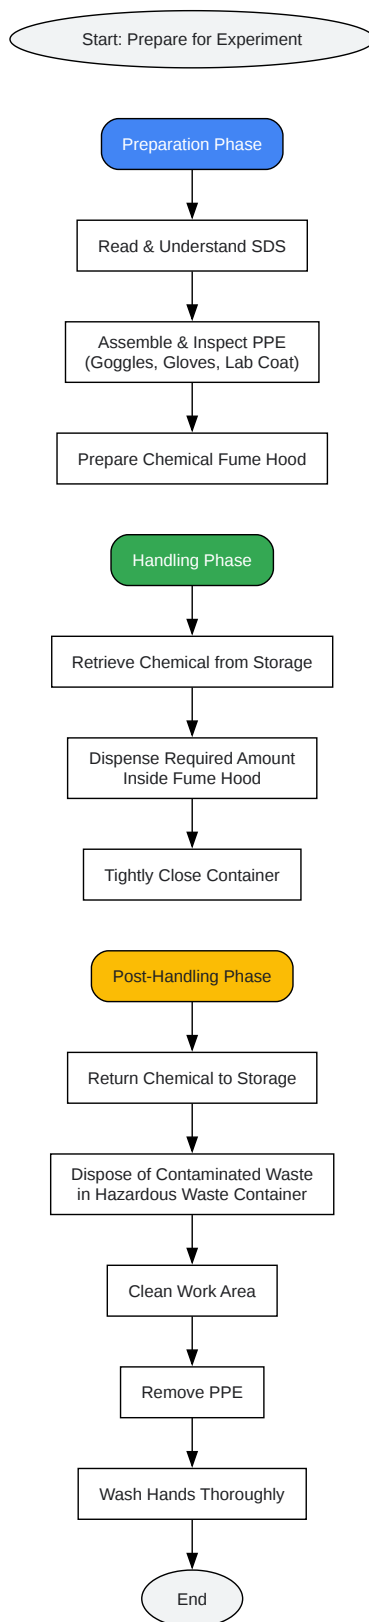 Start: Prepare for Experiment
Preparation Phase
Read & Understand SDS
Assemble & Inspect PPE
(Goggles, Gloves, Lab Coat)
Prepare Chemical Fume Hood
Handling Phase
Retrieve Chemical from Storage
Dispense Required Amount
Inside Fume Hood
Tightly Close Container
Post-Handling Phase
Return Chemical to Storage
Dispose of Contaminated Waste
in Hazardous Waste Container
Clean Work Area
Remove PPE
Wash Hands Thoroughly
End